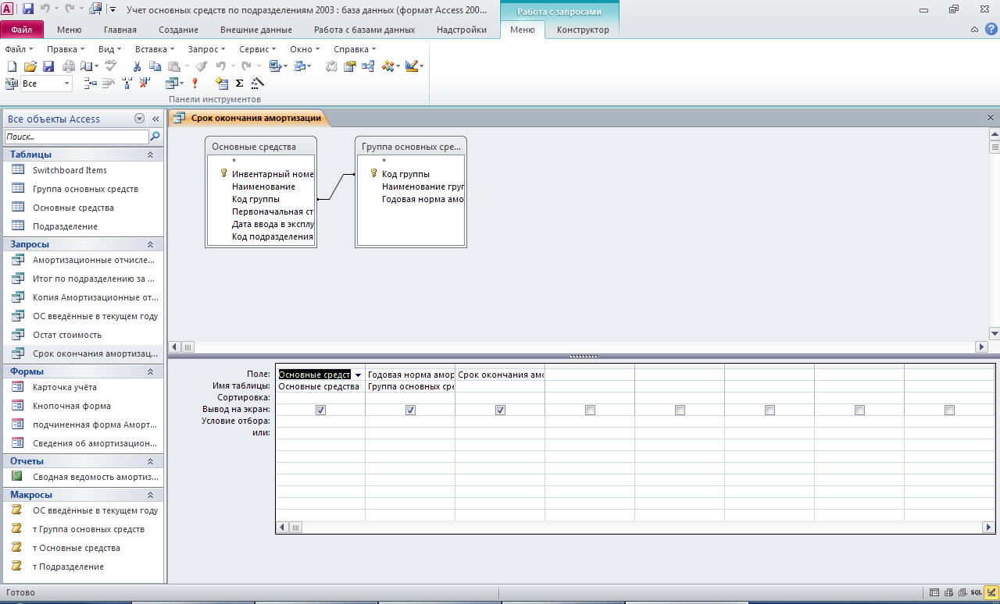 Учет основных средств по подразделениям 2003 : база данных (формат Access 200...
Работа с запросами
Файл
Меню
Главная
Создание
Внешние данные
Работа с базами данных
Надстройки
Меню
Конструктор
Файл
Правка
Вид
Вставка
Запрос
Сервис
Окно
Справка
Все
Панели инструментов
Все объекты Access
Поиск...
Таблицы
Switchboard Items
Группа основных средств
Основные средства
Подразделение
Запросы
Амортизационные отчисле...
Итог по подразделению за ...
Копия Амортизационные от...
ОС введённые в текущем году
Остат стоимость
Срок окончания амортизац...
Формы
Карточка учёта
Кнопочная форма
подчиненная форма Аморт...
Сведения об амортизацион...
Отчеты
Сводная ведомость амортиз...
Макросы
ОС введённые в текущем году
т Группа основных средств
т Основные средства
т Подразделение
Срок окончания амортизации
Основные средства
*
Инвентарный номе
Наименование
Код группы
Первоначальная ст
Дата ввода в эксплу
Код подразделения
Группа основных сре...
*
Код группы
Наименование груп
Годовая норма амо
Поле: Основные средст Годовая норма амор Срок окончания амо
Имя таблицы: Основные средства Группа основных сре
Сортировка:
Вывод на экран:
Условие отбора:
или:
Готово
SQL